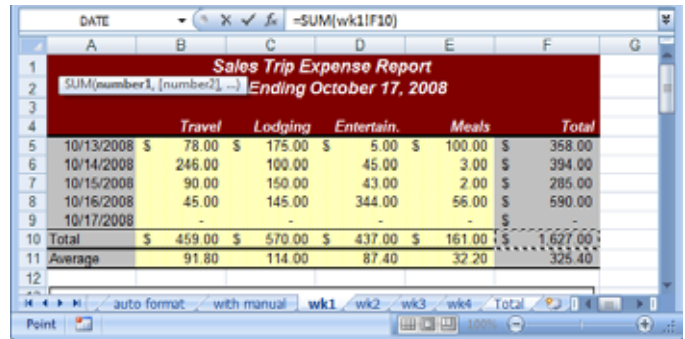 DATE fx =SUM(wk1!F10)
A B C D E F G
1 Sales Trip Expense Report
2 SUM(number1, [number2], ...) Ending October 17, 2008
3
4 Travel Lodging Entertain. Meals Total
5 10/13/2008 $ 78.00 $ 175.00 $ 5.00 $ 100.00 $ 358.00
6 10/14/2008 246.00 100.00 45.00 3.00 $ 394.00
7 10/15/2008 90.00 150.00 43.00 2.00 $ 285.00
8 10/16/2008 45.00 145.00 344.00 56.00 $ 590.00
9 10/17/2008 - - - - $ -
10 Total $ 459.00 $ 570.00 $ 437.00 $ 161.00 $ 1,627.00
11 Average 91.80 114.00 87.40 32.20 325.40
12
auto format with manual wk1 wk2 wk3 wk4 Total
Point 100%